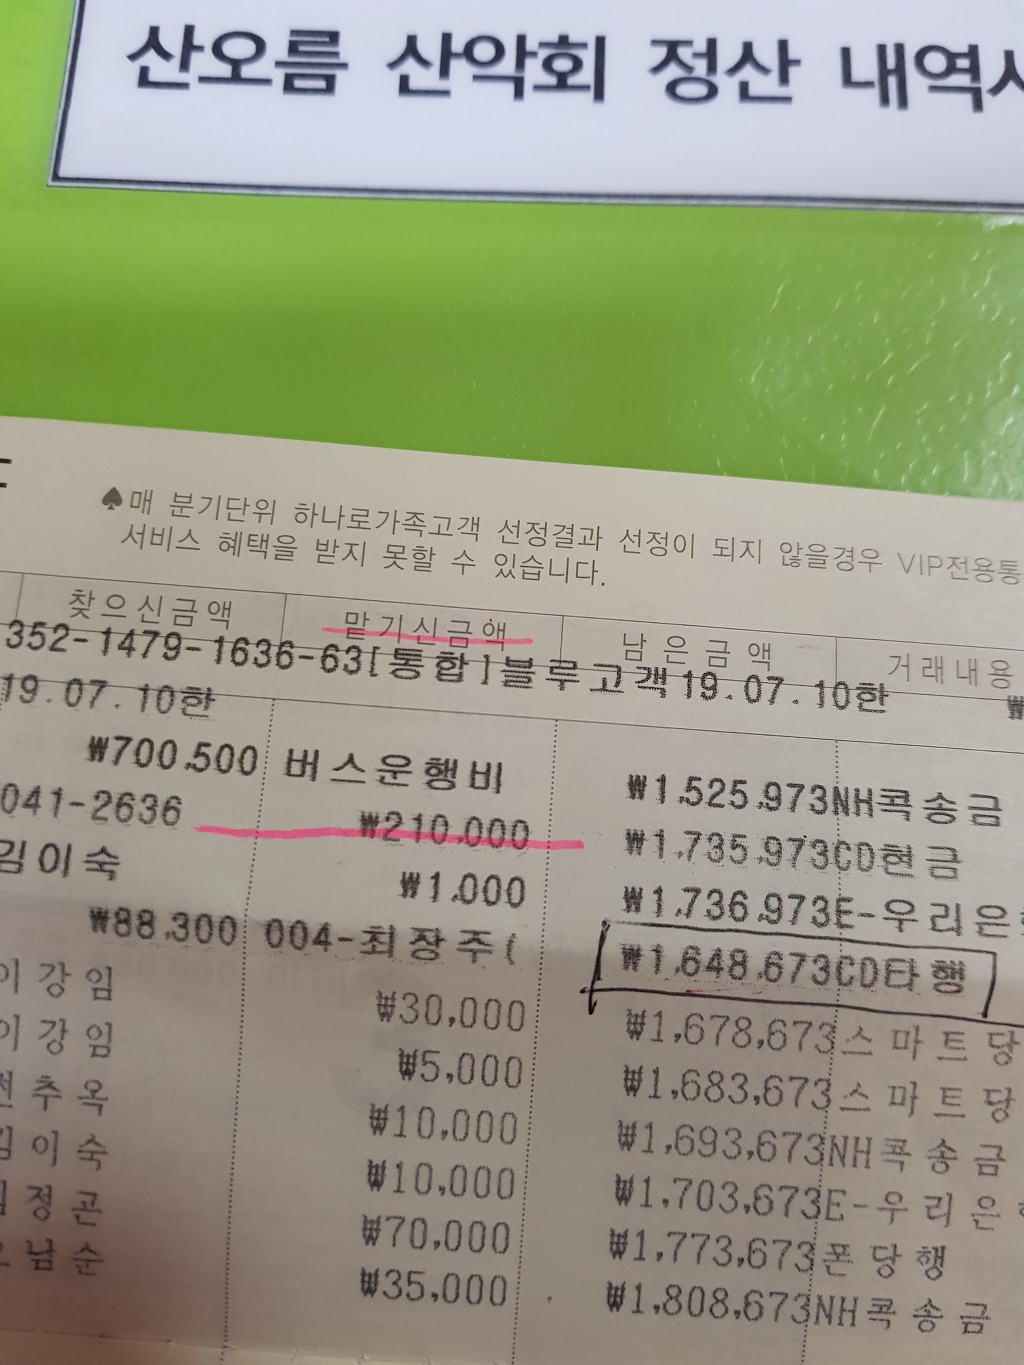 산오름 산악회 정산 내역
♠매 분기단위 하나로가족고객 선정결과 선정이 되지 않을경우 VIP전용통
서비스 혜택을 받지 못할 수 있습니다.
찾으신금액 맡기신금액 남은금액 거래내용
352-1479-1636-63[통합]블루고객19.07.10한 ₩
19.07.10한
₩700,500 버스운행비 ₩1,525,973NH콕송금
041-2636 ₩210,000 ₩1,735,973CD현금
김이숙 ₩1,000 ₩1,736,973E-우리은
₩88,300 004-최장주( ₩1,648,673CD타행
이강임 ₩30,000 ₩1,678,673스마트당
이강임 ₩5,000 ₩1,683,673스마트당
추옥 ₩10,000 ₩1,693,673NH콕송금
김이숙 ₩10,000 ₩1,703,673E-우리은
정곤 ₩70,000 ₩1,773,673폰당행
남순 ₩35,000 ₩1,808,673NH콕송금